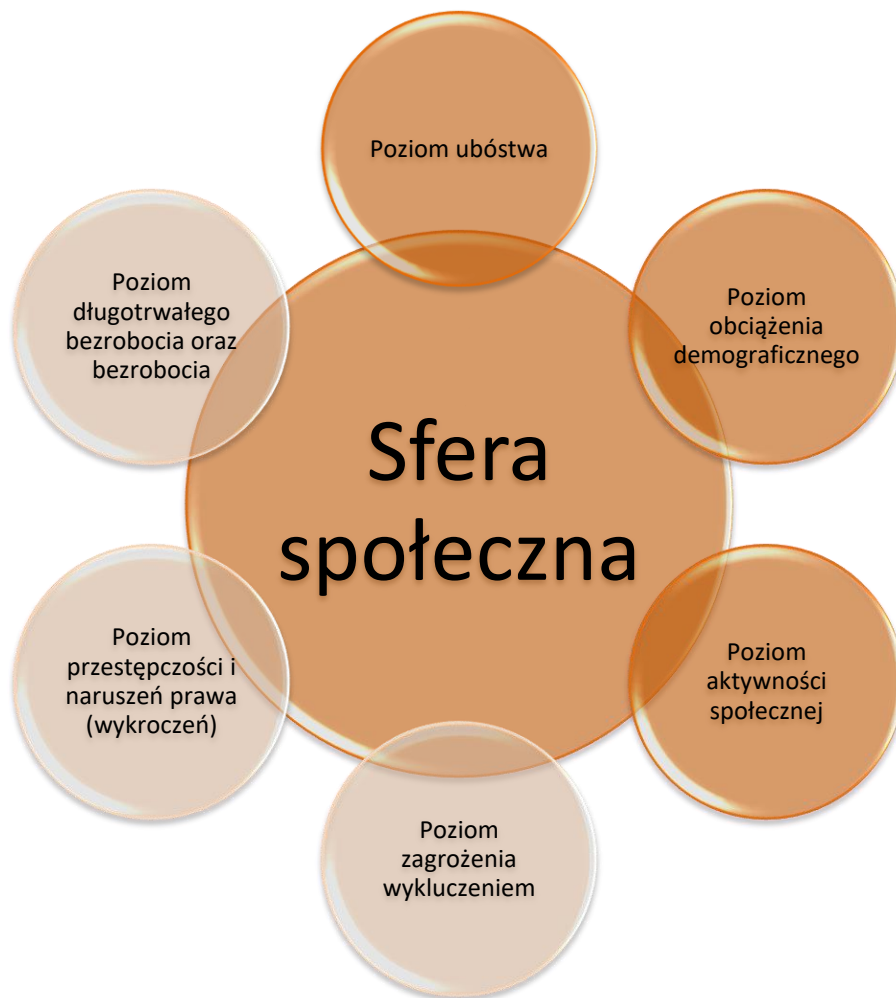 Poziom ubóstwa
Poziom
obciążenia
demograficznego
Poziom
aktywności
społecznej
Poziom
zagrożenia
wykluczeniem
Poziom
przestępczości i
naruszeń prawa
(wykroczeń)
Poziom
długotrwałego
bezrobocia oraz
bezrobocia
Sfera
społeczna